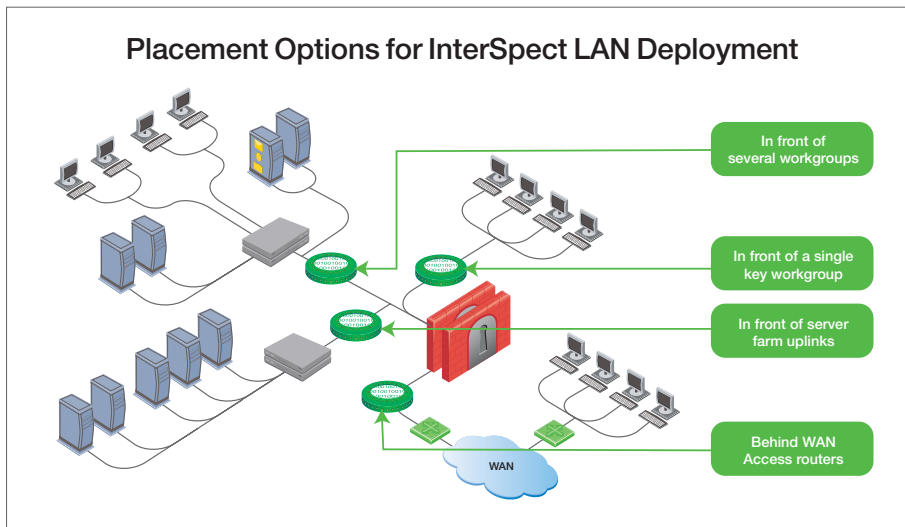 Placement Options for InterSpect LAN Deployment
In front of
several workgroups
In front of a single
key workgroup
In front of server
farm uplinks
Behind WAN
Access routers
WAN